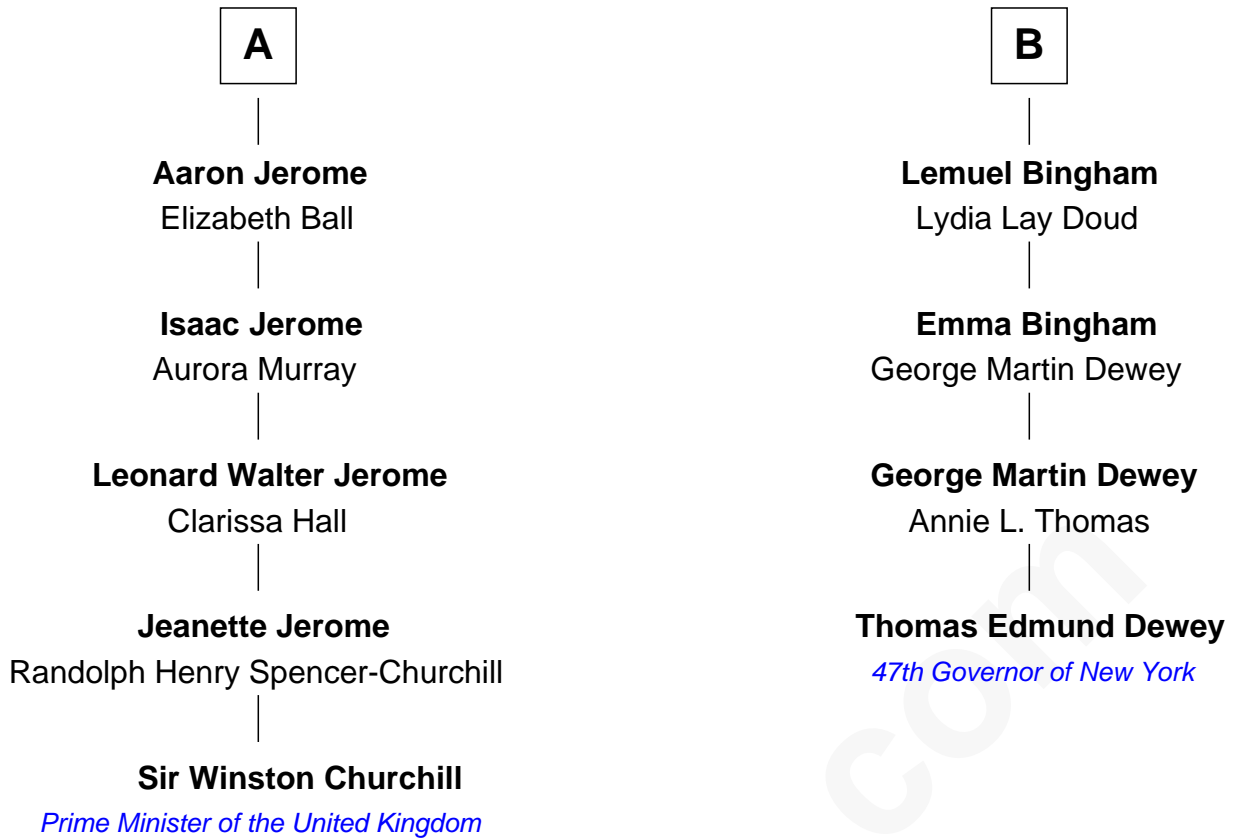 A
Aaron Jerome
Elizabeth Ball
Isaac Jerome
Aurora Murray
Leonard Walter Jerome
Clarissa Hall
Jeanette Jerome
Randolph Henry Spencer-Churchill
Sir Winston Churchill
Prime Minister of the United Kingdom
B
Lemuel Bingham
Lydia Lay Doud
Emma Bingham
George Martin Dewey
George Martin Dewey
Annie L. Thomas
Thomas Edmund Dewey
47th Governor of New York
com